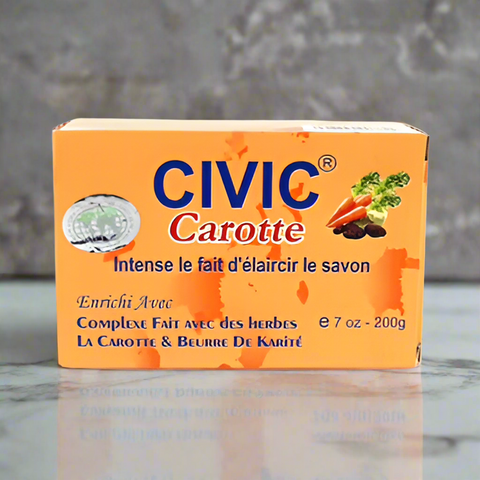 CIVIC®
Carotte
Intense le fait d'élaircir le savon
Enrichi Avec
Complexe Fait avec des herbes
La Carotte & Beurre De Karité
e 7 oz - 200g